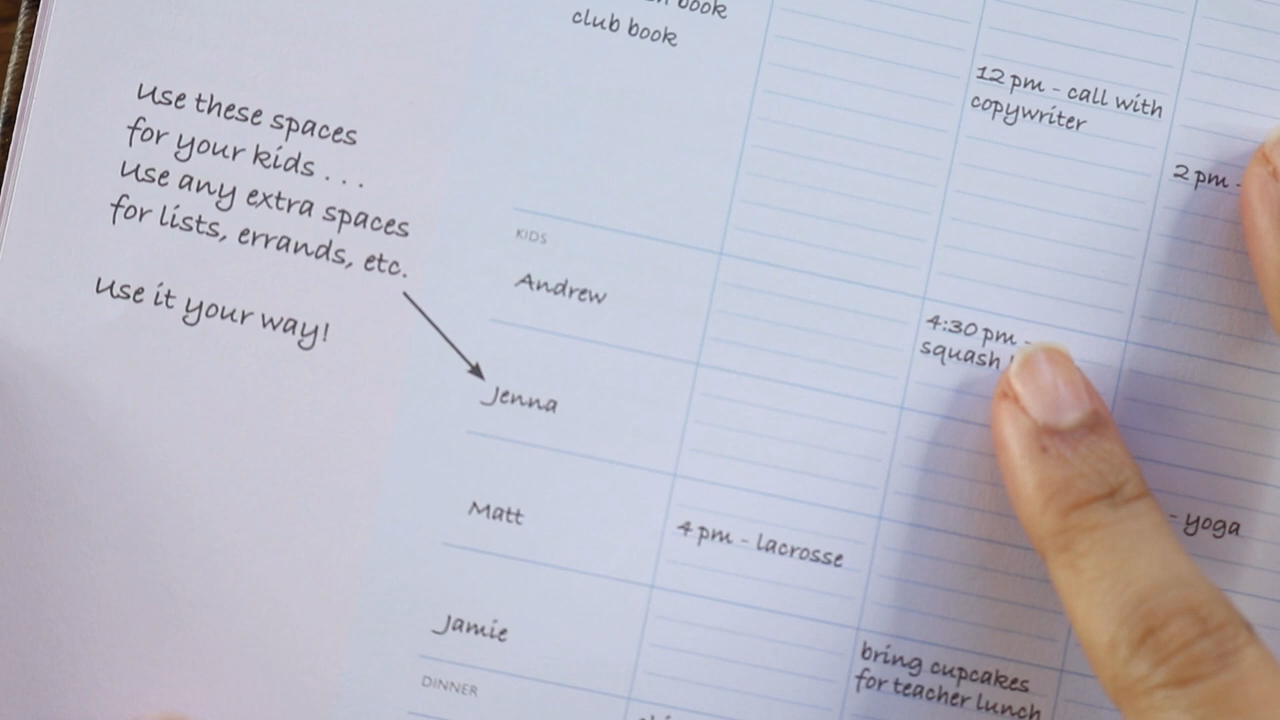 book
club book
12 pm - call with
copywriter
2 pm -
Use these spaces
for your kids . . .
Use any extra spaces
for lists, errands, etc.
Use it your way!
KIDS
Andrew
4:30 pm -
squash
Jenna
Matt
4 pm - lacrosse
- yoga
Jamie
bring cupcakes
for teacher lunch
DINNER